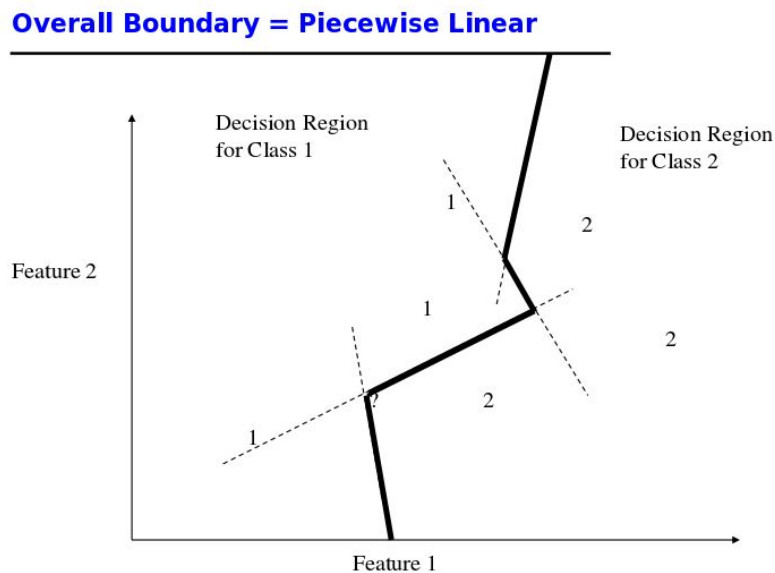 Overall Boundary = Piecewise Linear
Decision Region
for Class 1
Decision Region
for Class 2
1
2
Feature 2
1
2
?
2
1
Feature 1